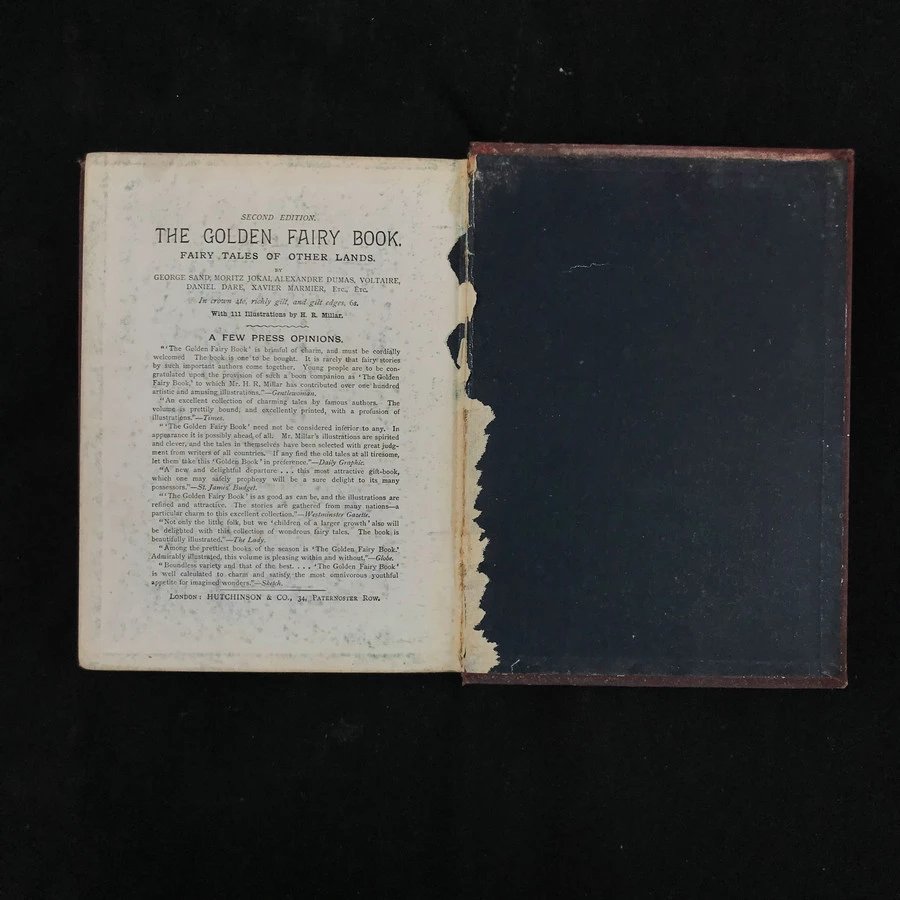 SECOND EDITION.
THE GOLDEN FAIRY BOOK.
FAIRY TALES OF OTHER LANDS.
BY
GEORGE SAND, MORITZ JOKAI, ALEXANDRE DUMAS, VOLTAIRE,
DANIEL DARE, XAVIER MARMIER, Etc., Etc.
In crown 4to, richly gilt, and gilt edges, 6s.
With 111 Illustrations by H. R. Millar.
A FEW PRESS OPINIONS.
"'The Golden Fairy Book' is brimful of charm, and must be cordially
welcomed The book is one to be bought. It is rarely that fairy stories
by such important authors come together. Young people are to be con-
gratulated upon the provision of such a boon companion as 'The Golden
Fairy Book,' to which Mr. H. R. Millar has contributed over one hundred
artistic and amusing illustrations."—Gentlewoman.
"An excellent collection of charming tales by famous authors. The
volume is prettily bound, and excellently printed, with a profusion of
illustrations."—Times.
"'The Golden Fairy Book' need not be considered inferior to any. In
appearance it is possibly ahead of all. Mr. Millar's illustrations are spirited
and clever, and the tales in themselves have been selected with great judg-
ment from writers of all countries. If any find the old tales at all tiresome,
let them take this 'Golden Book' in preference."—Daily Graphic.
"A new and delightful departure . . . this most attractive gift-book,
which one may safely prophecy will be a sure delight to its many
possessors."—St. James' Budget.
"'The Golden Fairy Book' is as good as can be, and the illustrations are
refined and attractive. The stories are gathered from many nations—a
particular charm to this excellent collection."—Westminster Gazette.
"Not only the little folk, but we 'children of a larger growth' also will
be delighted with this collection of wondrous fairy tales. The book is
beautifully illustrated."—The Lady.
"Among the prettiest books of the season is 'The Golden Fairy Book.'
Admirably illustrated, this volume is pleasing within and without."—Globe.
"Boundless variety and that of the best. . . . 'The Golden Fairy Book'
is well calculated to charm and satisfy the most omnivorous youthful
appetite for imagined wonders."—Sketch.
London: HUTCHINSON & CO., 34, Paternoster Row.